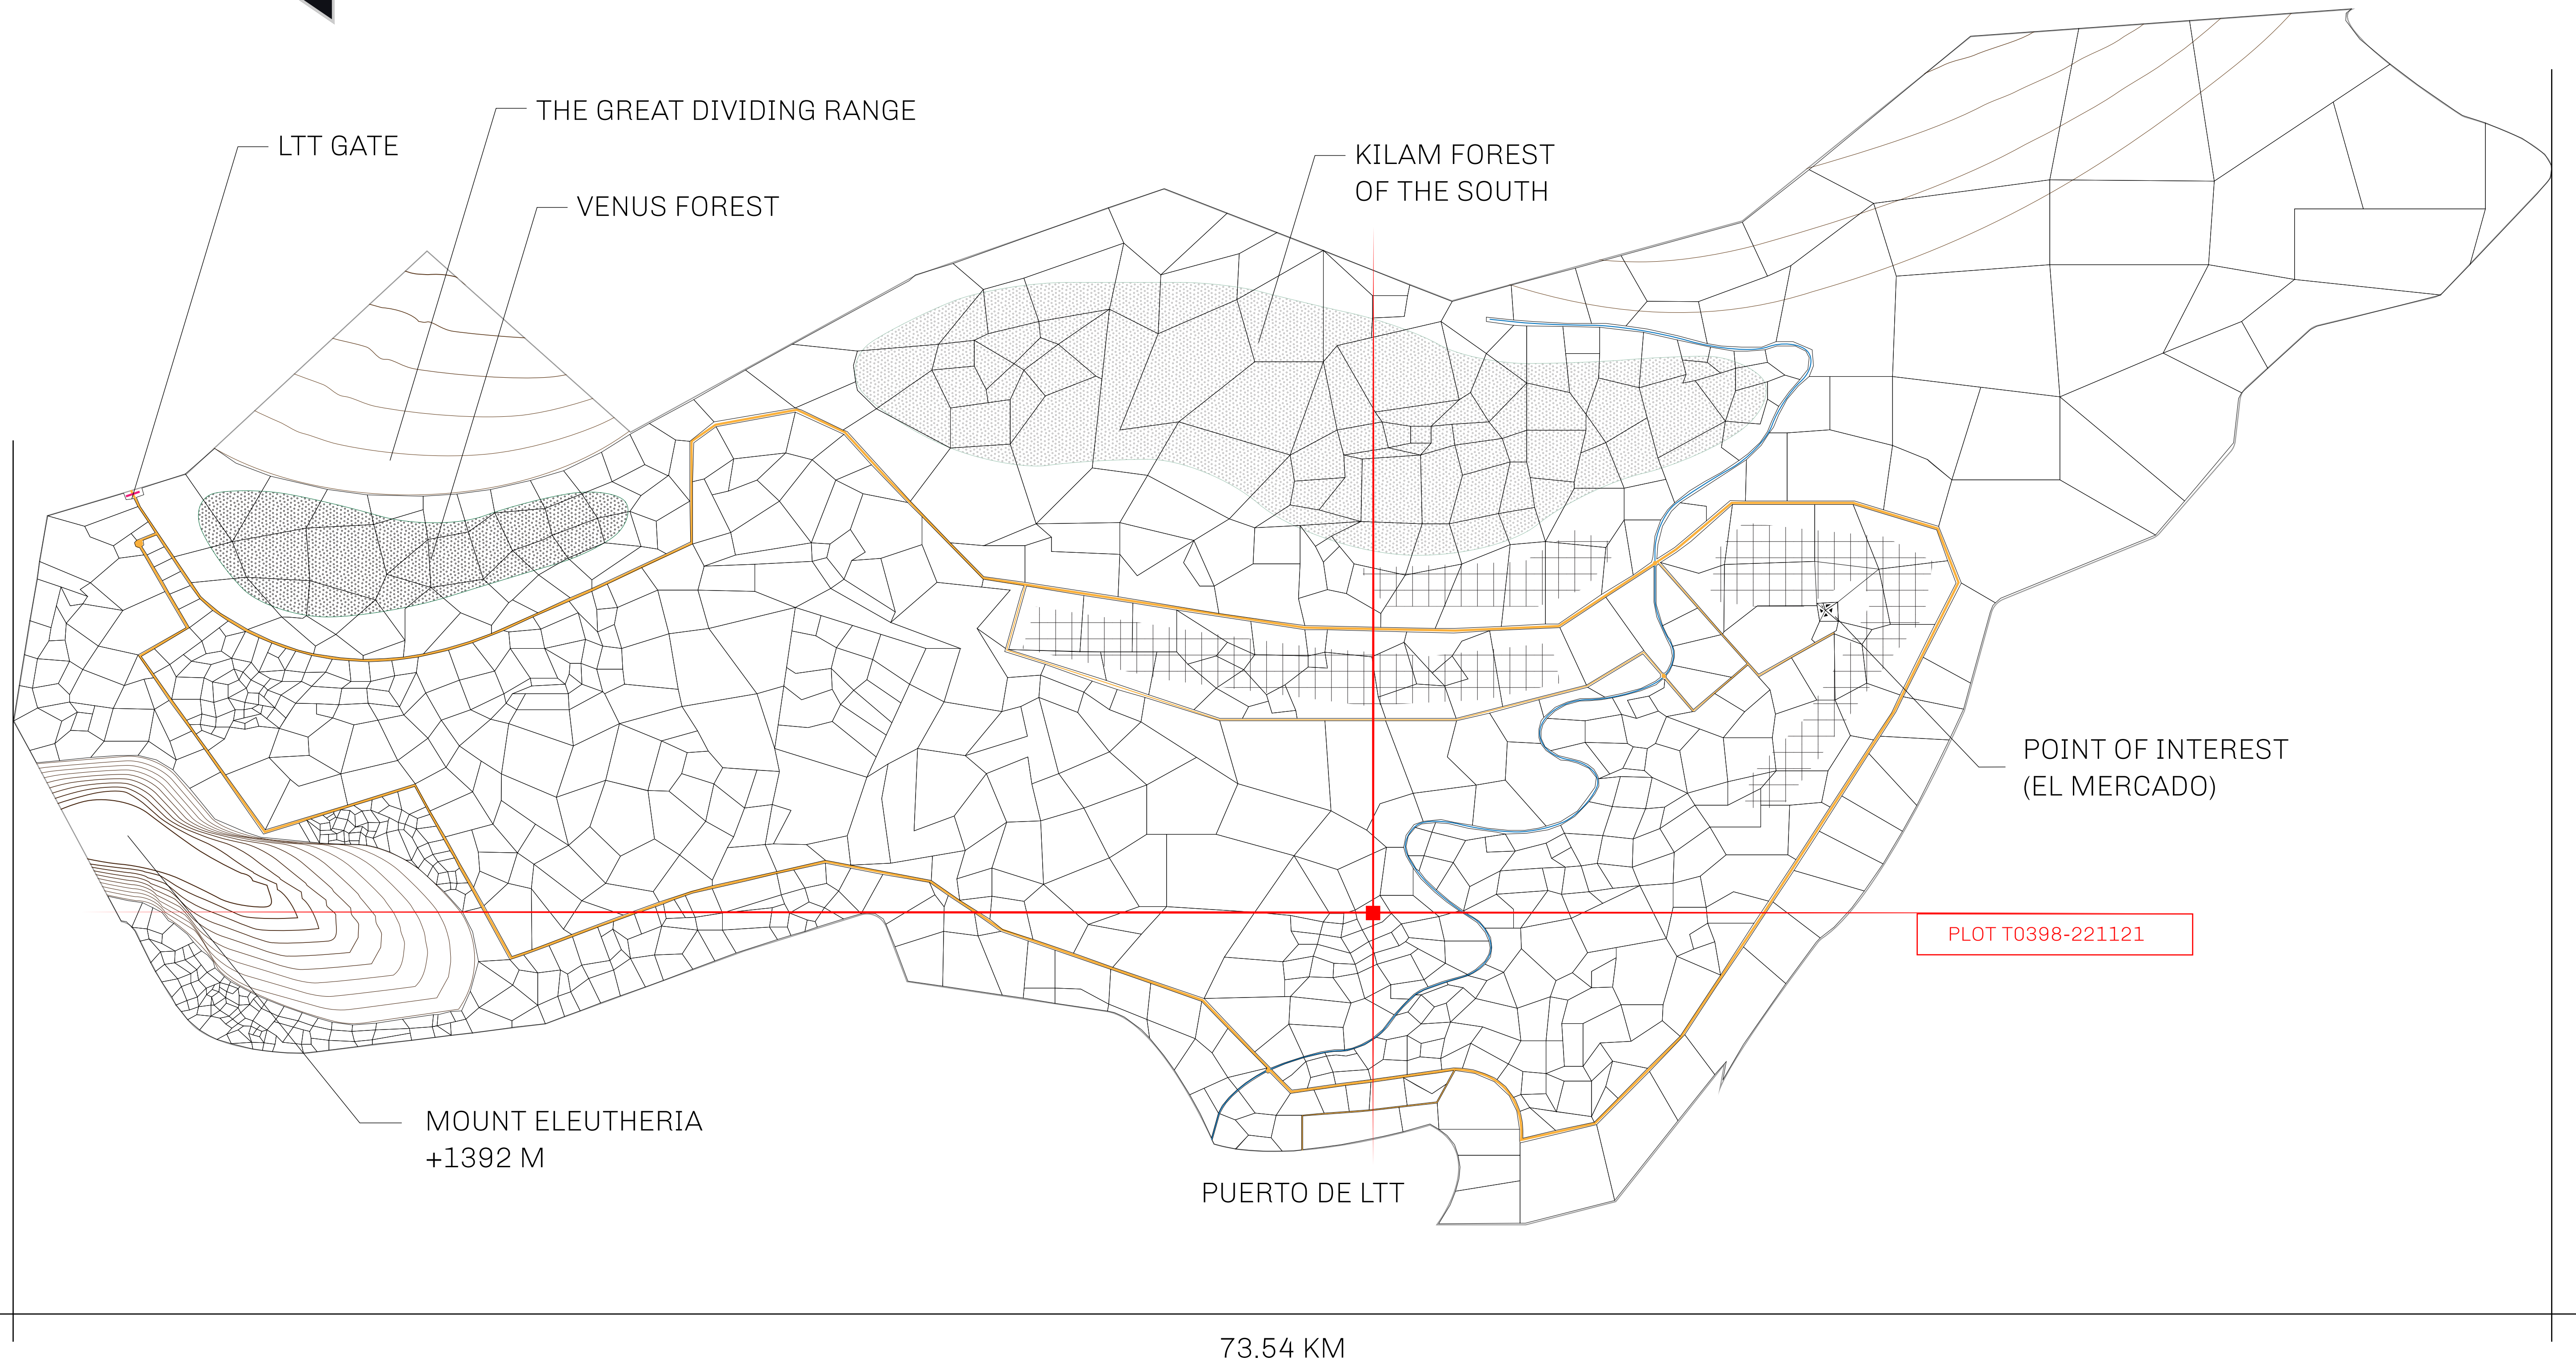 THE GREAT DIVIDING RANGE
LTT GATE
VENUS FOREST
KILAM FOREST
OF THE SOUTH
POINT OF INTEREST
(EL MERCADO)
PLOT T0398-221121
MOUNT ELEUTHERIA
+1392 M
PUERTO DE LTT
73.54 KM